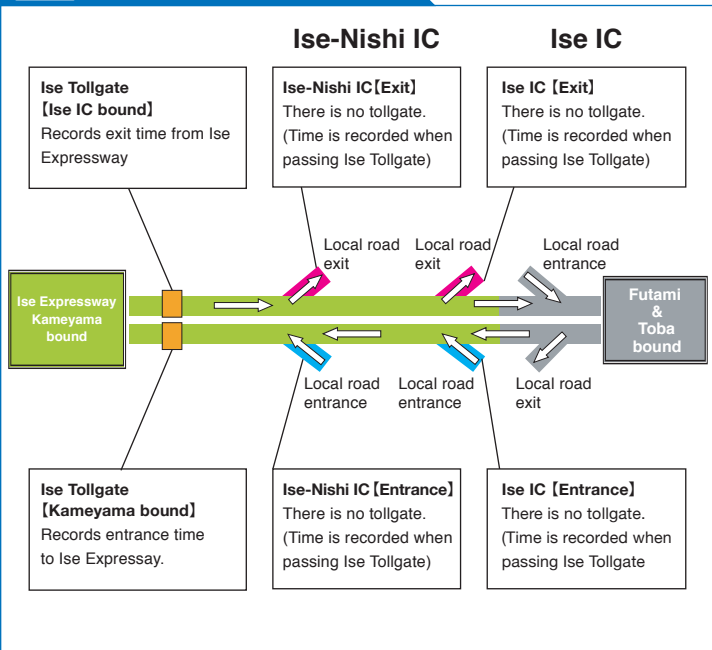 Ise-Nishi IC
Ise IC
Ise Tollgate
【Ise IC bound】
Records exit time from Ise
Expressway
Ise-Nishi IC【Exit】
There is no tollgate.
(Time is recorded when
passing Ise Tollgate)
Ise IC【Exit】
There is no tollgate.
(Time is recorded when
passing Ise Tollgate)
Local road
exit
Local road
exit
Local road
entrance
Ise Expressway
Kameyama
bound
Futami
&
Toba
bound
Local road
entrance
Local road
entrance
Local road
exit
Ise Tollgate
【Kameyama bound】
Records entrance time
to Ise Expressay.
Ise-Nishi IC【Entrance】
There is no tollgate.
(Time is recorded when
passing Ise Tollgate)
Ise IC【Entrance】
There is no tollgate.
(Time is recorded when
passing Ise Tollgate